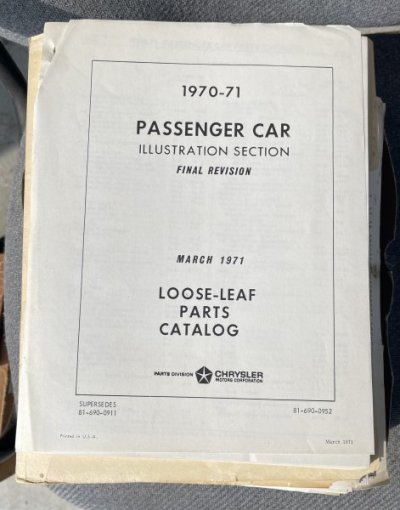 1970-71
PASSENGER CAR
ILLUSTRATION SECTION
FINAL REVISION
MARCH 1971
LOOSE-LEAF
PARTS
CATALOG
PARTS DIVISION CHRYSLER
MOTORS CORPORATION
SUPERSEDES
81-690-0911 81-690-0952
Printed in U.S.A. March 1971